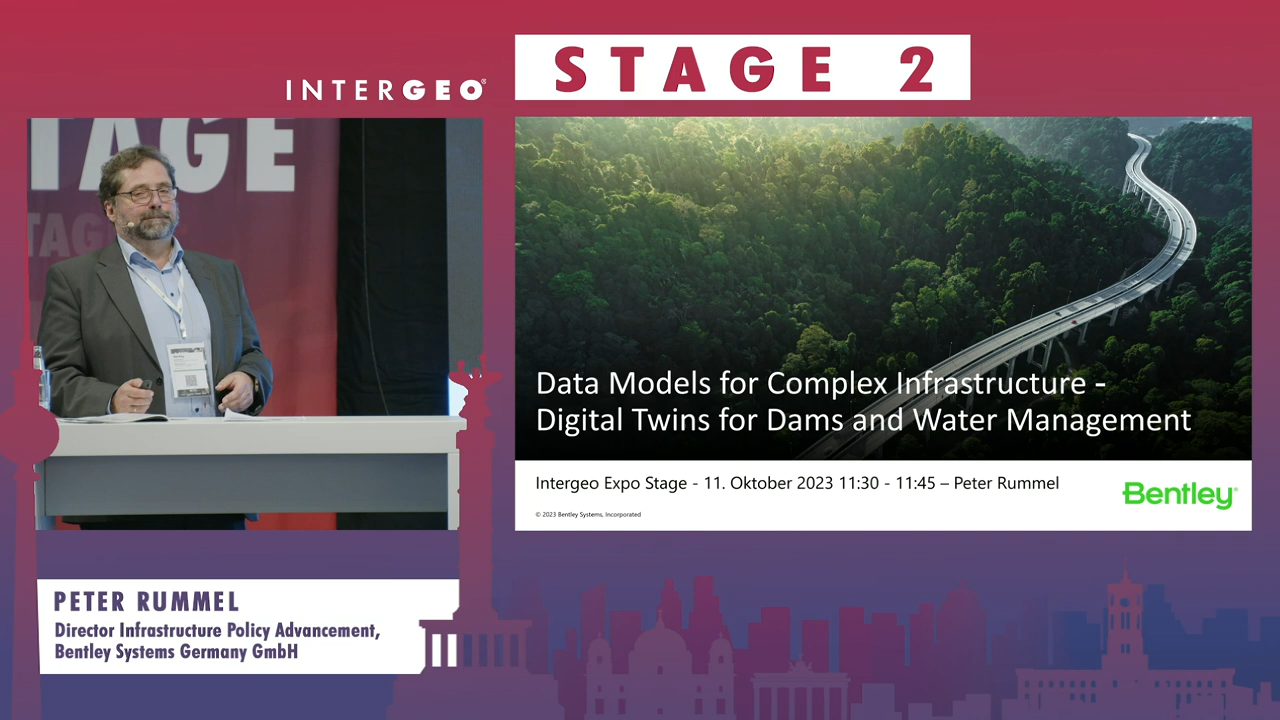 INTERGEO®
STAGE 2
TAGE
TAG
Data Models for Complex Infrastructure -
Digital Twins for Dams and Water Management
Intergeo Expo Stage - 11. Oktober 2023 11:30 - 11:45 – Peter Rummel
Bentley®
© 2023 Bentley Systems, Incorporated
PETER RUMMEL
Director Infrastructure Policy Advancement,
Bentley Systems Germany GmbH